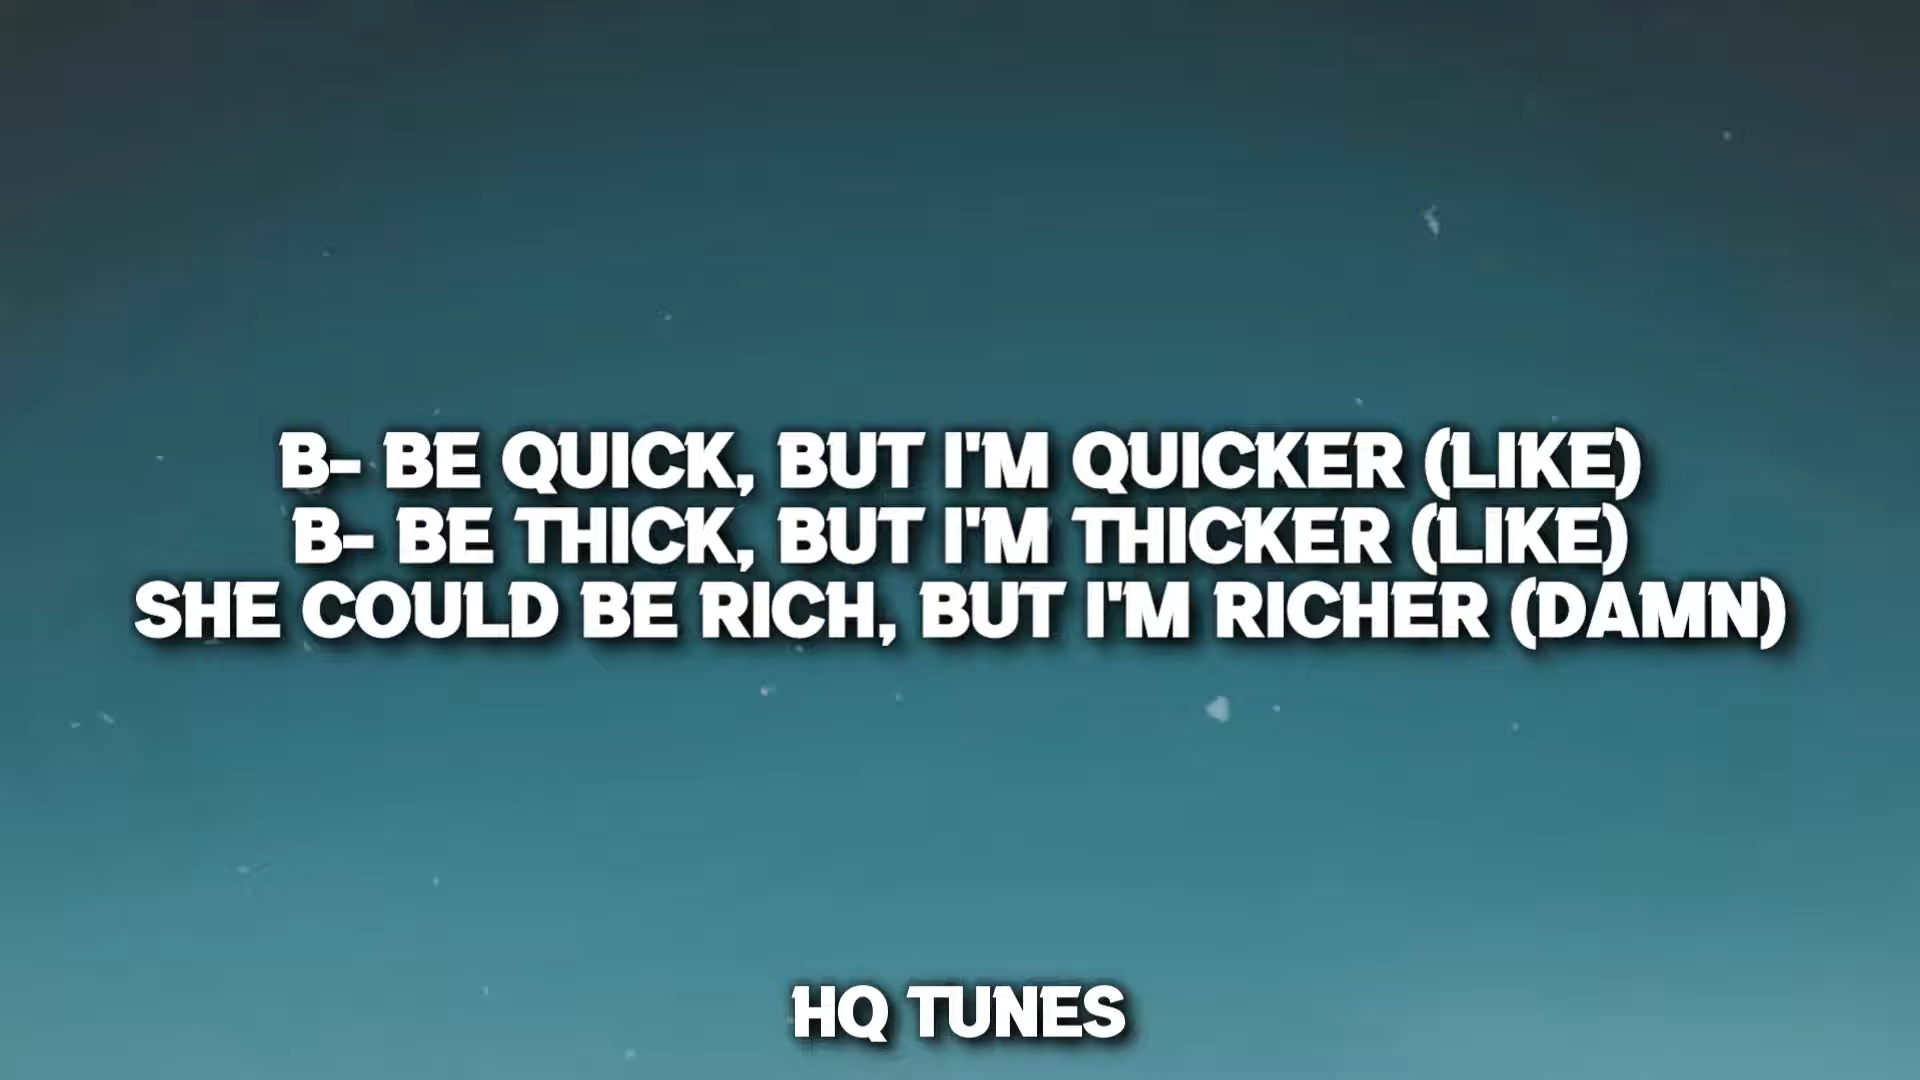 B- BE QUICK, BUT I'M QUICKER (LIKE)
B- BE THICK, BUT I'M THICKER (LIKE)
SHE COULD BE RICH, BUT I'M RICHER (DAMN)
HQ TUNES